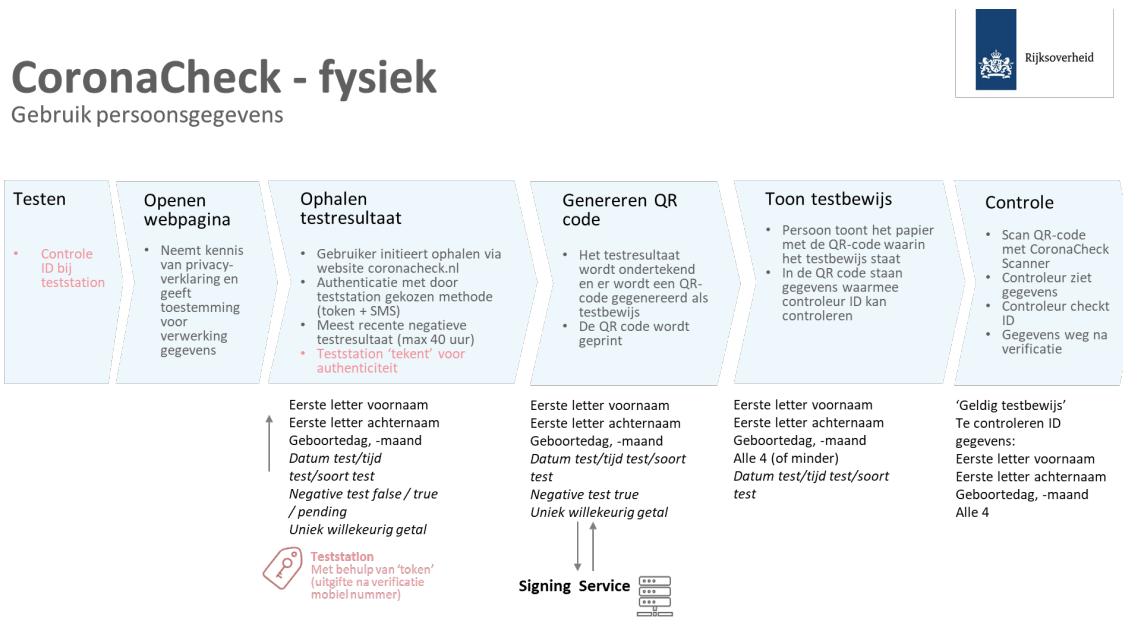 Rijksoverheid
CoronaCheck - fysiek
Gebruik persoonsgegevens
Testen
• Controle
ID bij
teststation
Openen
webpagina
• Neemt kennis
van privacy-
verklaring en
geeft
toestemming
voor
verwerking
gegevens
Ophalen
testresultaat
• Gebruiker initieert ophalen via
website coronacheck.nl
• Authenticatie met door
teststation gekozen methode
(token + SMS)
• Meest recente negatieve
testresultaat (max 40 uur)
• Teststation ‘tekent’ voor
authenticiteit
Genereren QR
code
• Het testresultaat
wordt ondertekend
en er wordt een QR-
code gegenereerd als
testbewijs
• De QR code wordt
geprint
Toon testbewijs
• Persoon toont het papier
met de QR-code waarin
het testbewijs staat
• In de QR code staan
gegevens waarmee
controleur ID kan
controleren
Controle
• Scan QR-code
met CoronaCheck
Scanner
• Controleur ziet
gegevens
• Controleur checkt
ID
• Gegevens weg na
verificatie
Eerste letter voornaam
Eerste letter achternaam
Geboortedag, -maand
Datum test/tijd
test/soort test
Negative test false / true
/ pending
Uniek willekeurig getal
Teststation
Met behulp van ‘token’
(uitgifte na verificatie
mobiel nummer)
Eerste letter voornaam
Eerste letter achternaam
Geboortedag, -maand
Datum test/tijd test/soort
test
Negative test true
Uniek willekeurig getal
Signing Service
Eerste letter voornaam
Eerste letter achternaam
Geboortedag, -maand
Alle 4 (of minder)
Datum test/tijd test/soort
test
‘Geldig testbewijs’
Te controleren ID
gegevens:
Eerste letter voornaam
Eerste letter achternaam
Geboortedag, -maand
Alle 4